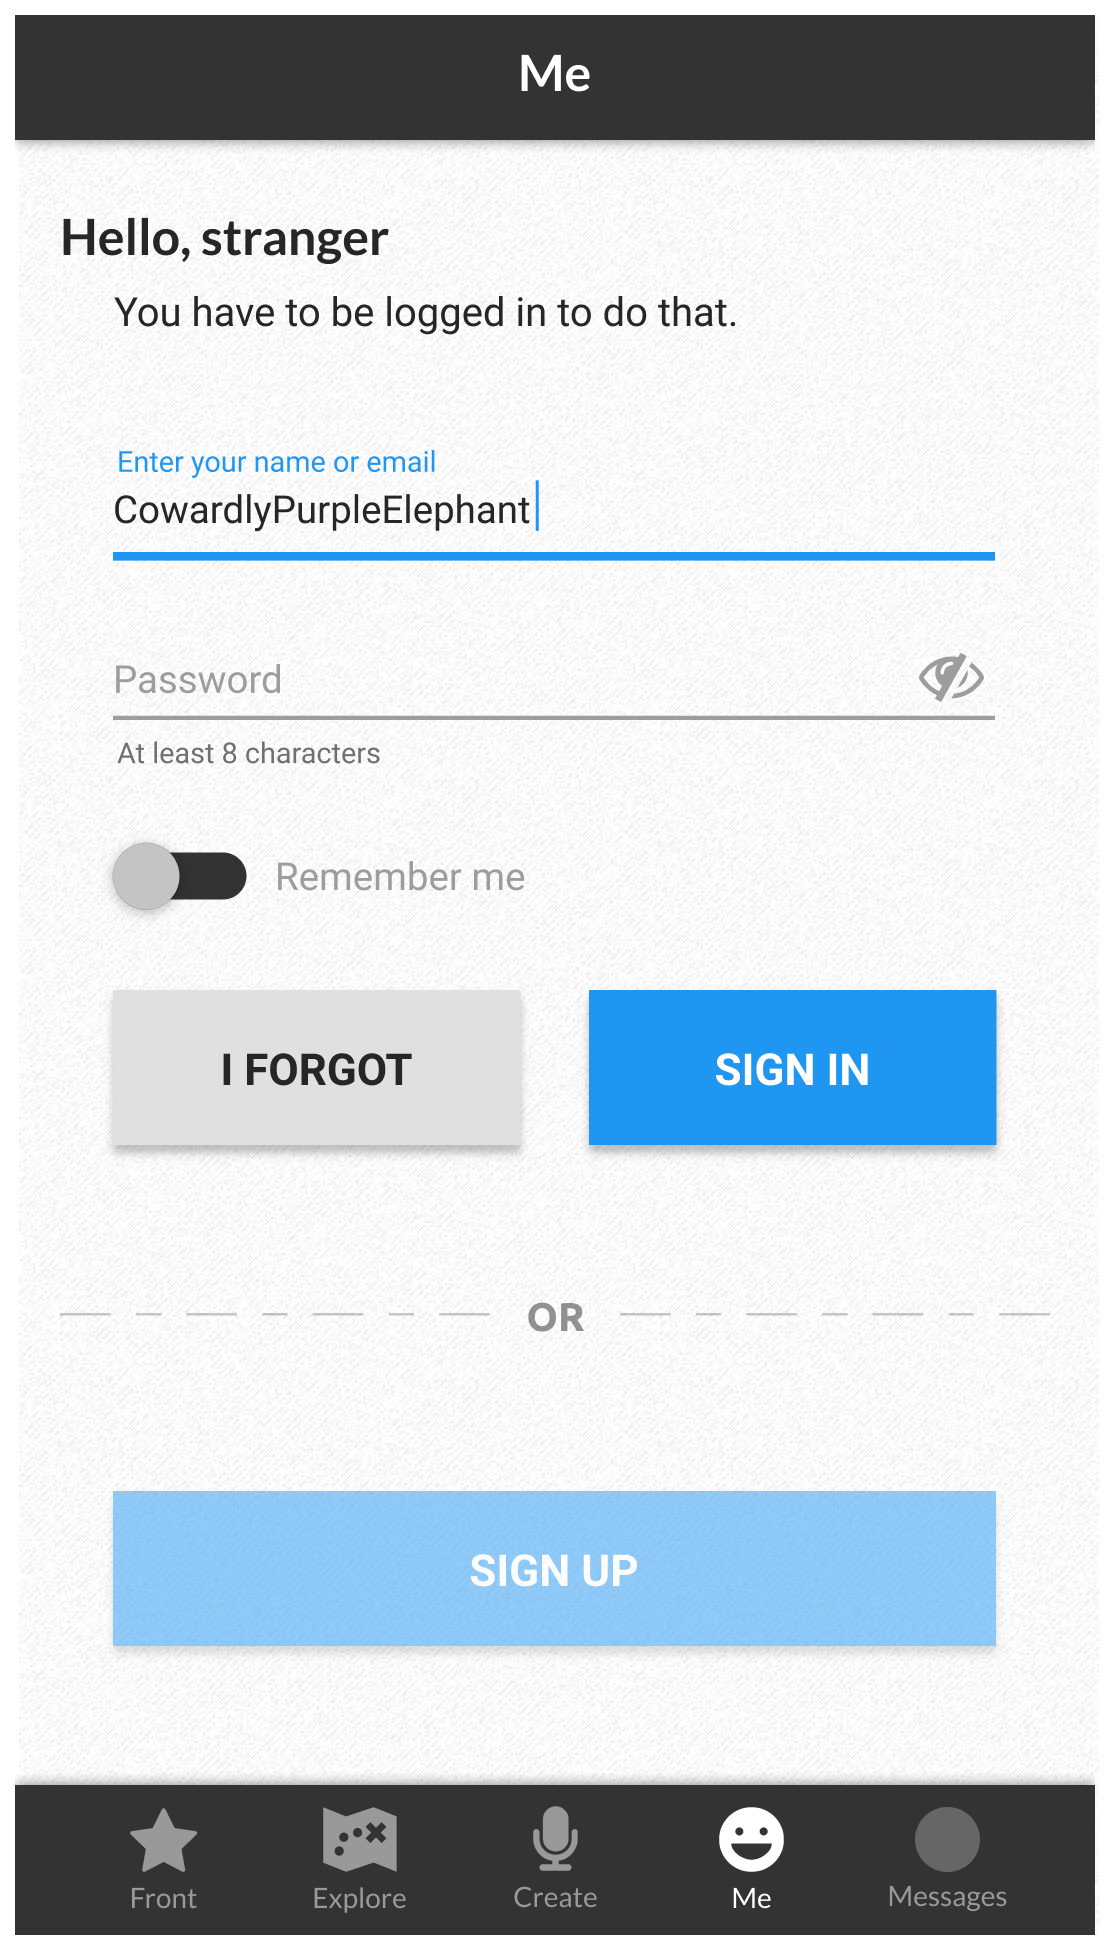 Me
Hello, stranger
You have to be logged in to do that.
Enter your name or email
CowardlyPurpleElephant
Password
At least 8 characters
Remember me
I FORGOT SIGN IN
OR
SIGN UP
Front Explore Create Me Messages